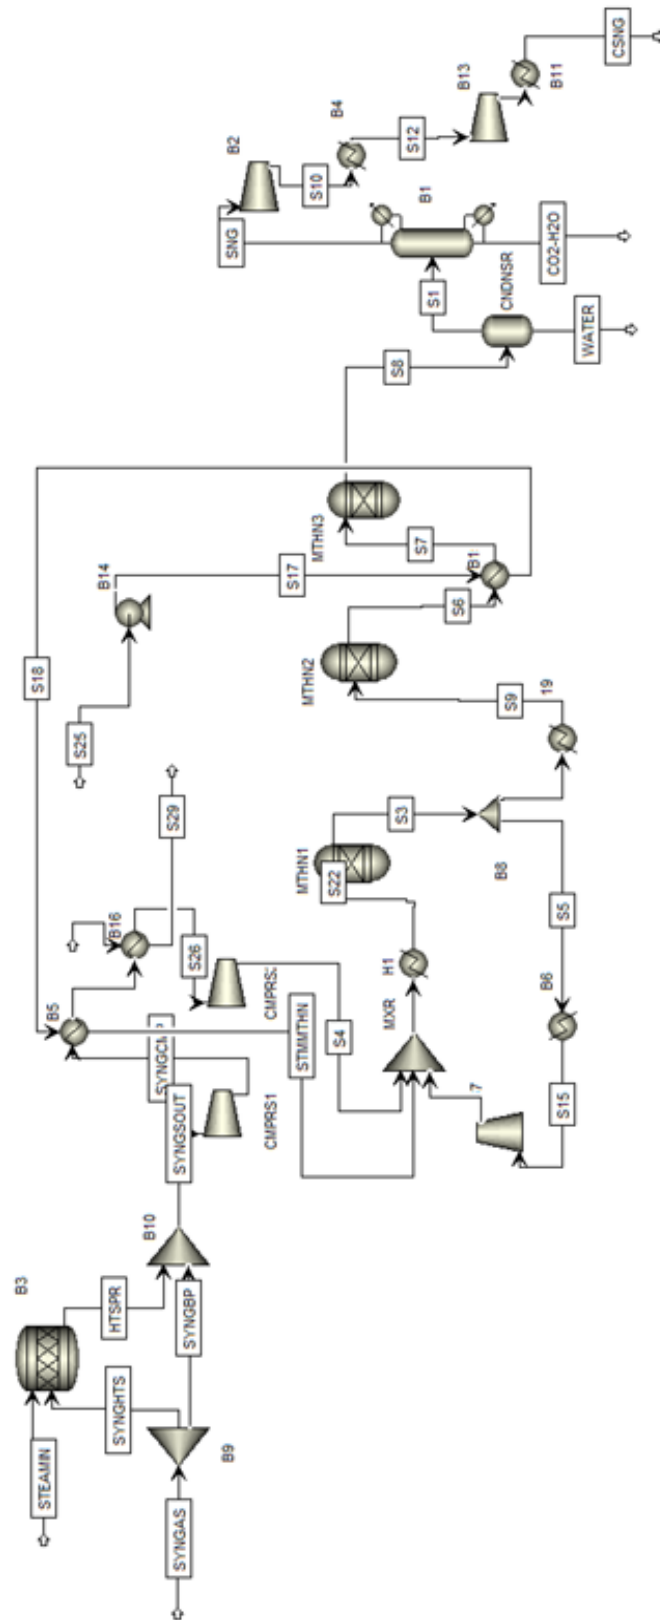 STEAMIN
SYNGAS
B9
SYNGHTS
B3
HTSPR
SYNGBP
B10
SYNGSOUT
CMPRS1
B5
B16
S26
S29
S4
STMMTHN
S18
S25
B14
S17
MXR
H1
7
S15
B6
S5
B8
S3
S22
MTHN1
19
S9
MTHN2
S6
B1
S7
MTHN3
S8
CNDNSR
WATER
S1
B1
CO2-H2O
SNG
B2
S10
B4
S12
B13
B11
CSNG